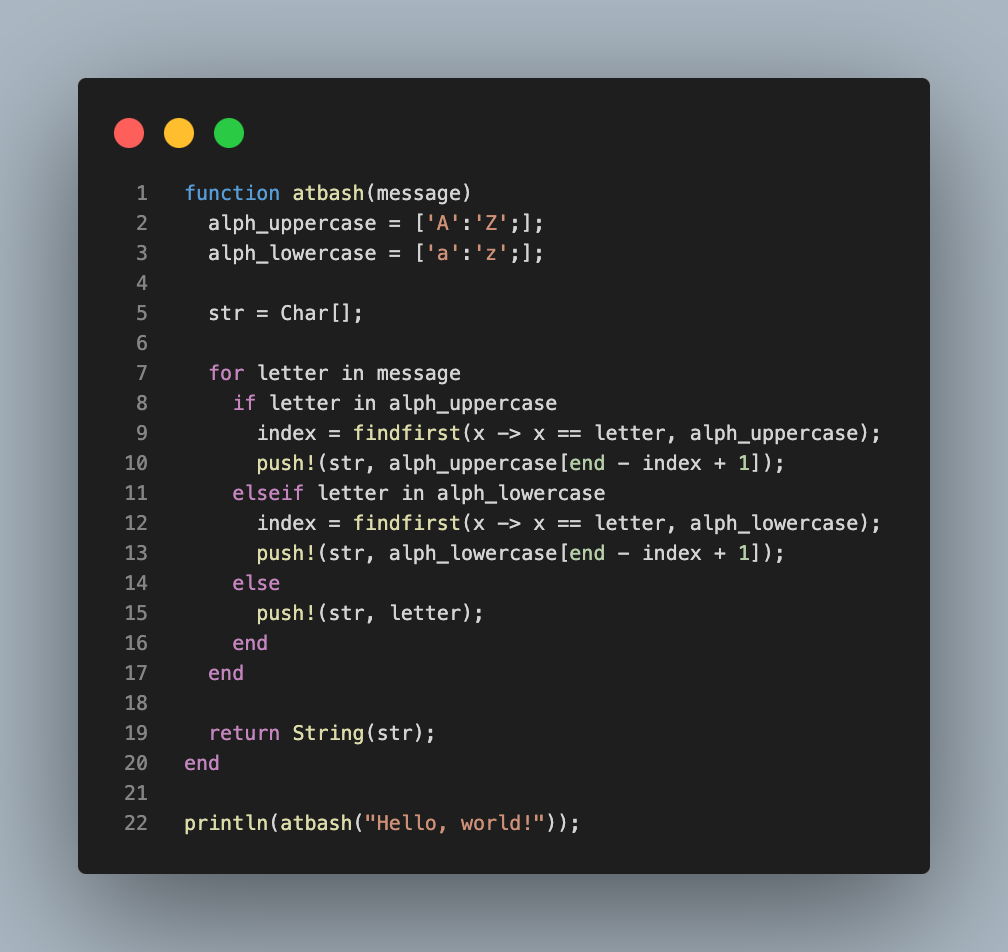 1 function atbash(message)
2   alph_uppercase = ['A':'Z';];
3   alph_lowercase = ['a':'z';];
4
5   str = Char[];
6
7   for letter in message
8     if letter in alph_uppercase
9       index = findfirst(x -> x == letter, alph_uppercase);
10       push!(str, alph_uppercase[end - index + 1]);
11     elseif letter in alph_lowercase
12       index = findfirst(x -> x == letter, alph_lowercase);
13       push!(str, alph_lowercase[end - index + 1]);
14     else
15       push!(str, letter);
16     end
17   end
18
19   return String(str);
20 end
21
22 println(atbash("Hello, world!"));